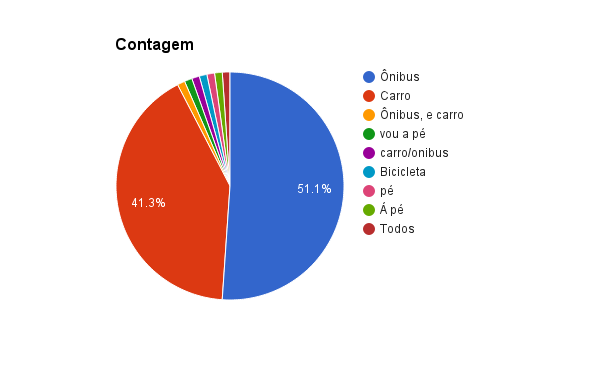 Contagem
Ônibus
Carro
Ônibus, e carro
vou a pé
carro/onibus
Bicicleta
pé
Á pé
Todos
51.1%
41.3%